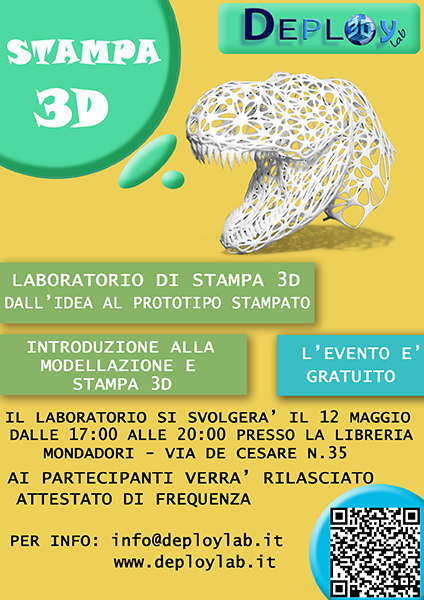 STAMPA
3D
DEPL3DY
Lab
LABORATORIO DI STAMPA 3D
DALL'IDEA AL PROTOTIPO STAMPATO
INTRODUZIONE ALLA
MODELLAZIONE E
STAMPA 3D
L'EVENTO E'
GRATUITO
IL LABORATORIO SI SVOLGERA' IL 12 MAGGIO
DALLE 17:00 ALLE 20:00 PRESSO LA LIBRERIA
MONDADORI - VIA DE CESARE N.35
AI PARTECIPANTI VERRA' RILASCIATO
ATTESTATO DI FREQUENZA
PER INFO: info@deploylab.it
www.deploylab.it